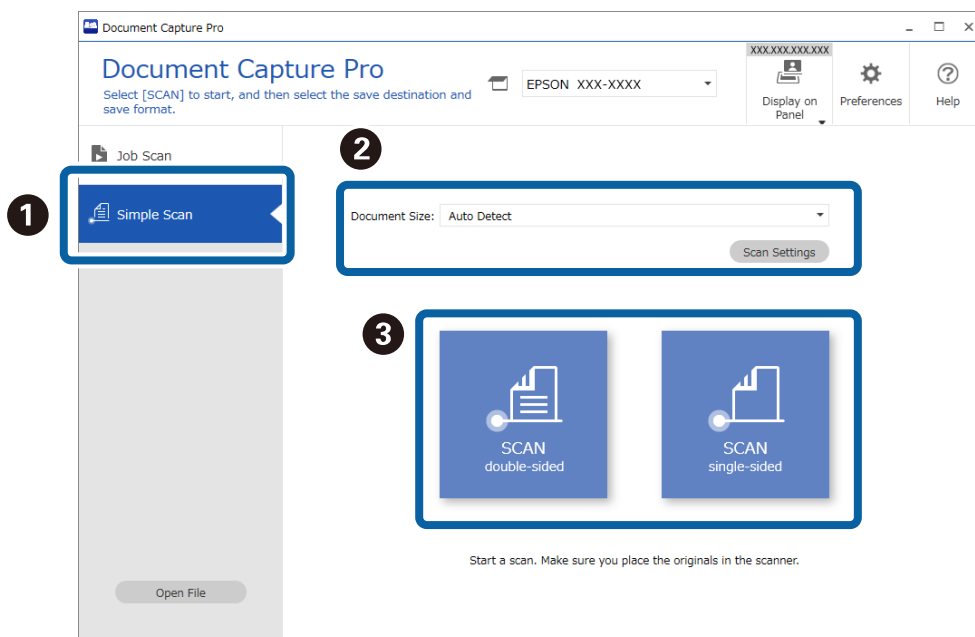 Document Capture Pro
Document Capture Pro
Select [SCAN] to start, and then select the save destination and
save format.
EPSON XXX-XXXX
XXX.XXX.XXX.XXX
Display on
Panel
Preferences
Help
Job Scan
1
Simple Scan
2
Document Size: Auto Detect
Scan Settings
3
SCAN
double-sided
SCAN
single-sided
Start a scan. Make sure you place the originals in the scanner.
Open File